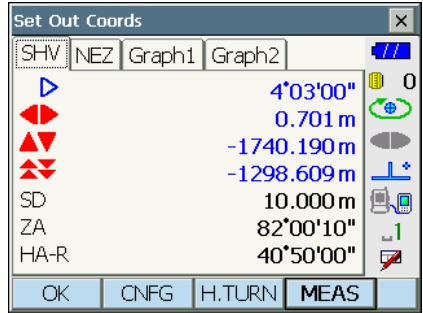 Set Out Coords
SHV NEZ Graph1 Graph2
4°03'00" 0
0.701 m
-1740.190 m
-1298.609 m
SD 10.000 m
ZA 82°00'10" 1
HA-R 40°50'00"
OK CNFG H.TURN MEAS